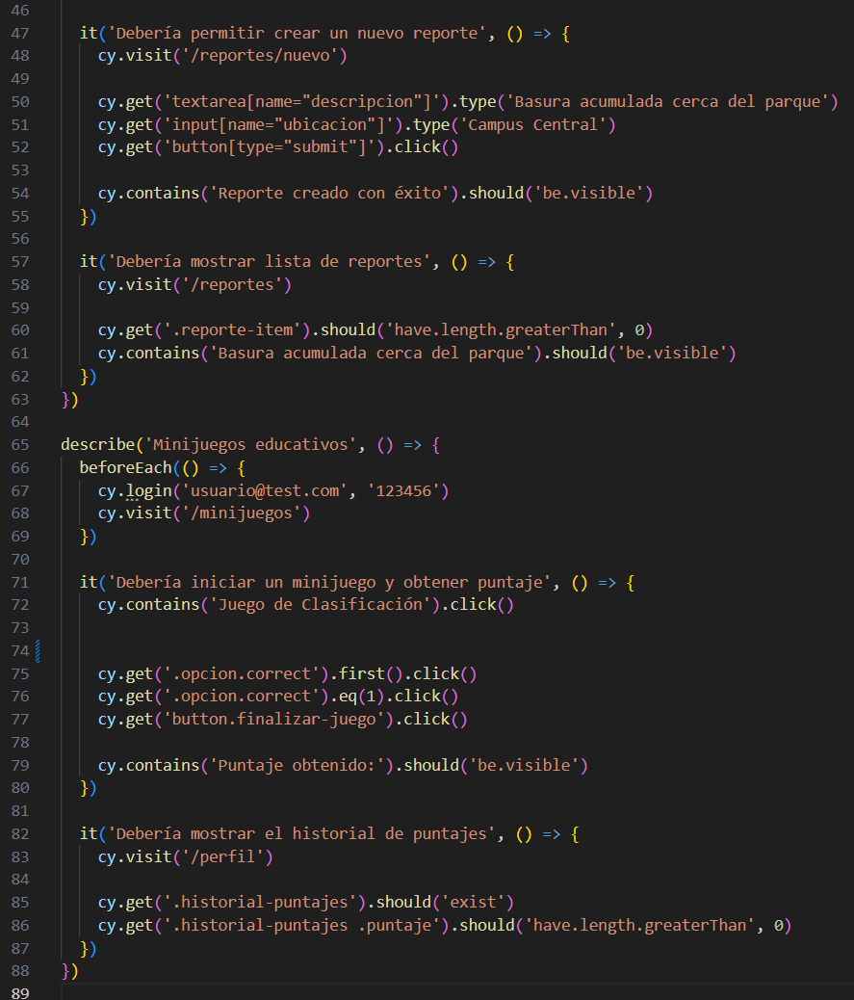 46
47 it('Debería permitir crear un nuevo reporte', () => {
48 cy.visit('/reportes/nuevo')
49
50 cy.get('textarea[name="descripcion"]').type('Basura acumulada cerca del parque')
51 cy.get('input[name="ubicacion"]').type('Campus Central')
52 cy.get('button[type="submit"]').click()
53
54 cy.contains('Reporte creado con éxito').should('be.visible')
55 })
56
57 it('Debería mostrar lista de reportes', () => {
58 cy.visit('/reportes')
59
60 cy.get('.reporte-item').should('have.length.greaterThan', 0)
61 cy.contains('Basura acumulada cerca del parque').should('be.visible')
62 })
63 })
64
65 describe('Minijuegos educativos', () => {
66 beforeEach(() => {
67 cy.login('usuario@test.com', '123456')
68 cy.visit('/minijuegos')
69 })
70
71 it('Debería iniciar un minijuego y obtener puntaje', () => {
72 cy.contains('Juego de Clasificación').click()
73
74
75 cy.get('.opcion.correct').first().click()
76 cy.get('.opcion.correct').eq(1).click()
77 cy.get('button.finalizar-juego').click()
78
79 cy.contains('Puntaje obtenido:').should('be.visible')
80 })
81
82 it('Debería mostrar el historial de puntajes', () => {
83 cy.visit('/perfil')
84
85 cy.get('.historial-puntajes').should('exist')
86 cy.get('.historial-puntajes .puntaje').should('have.length.greaterThan', 0)
87 })
88 })
89